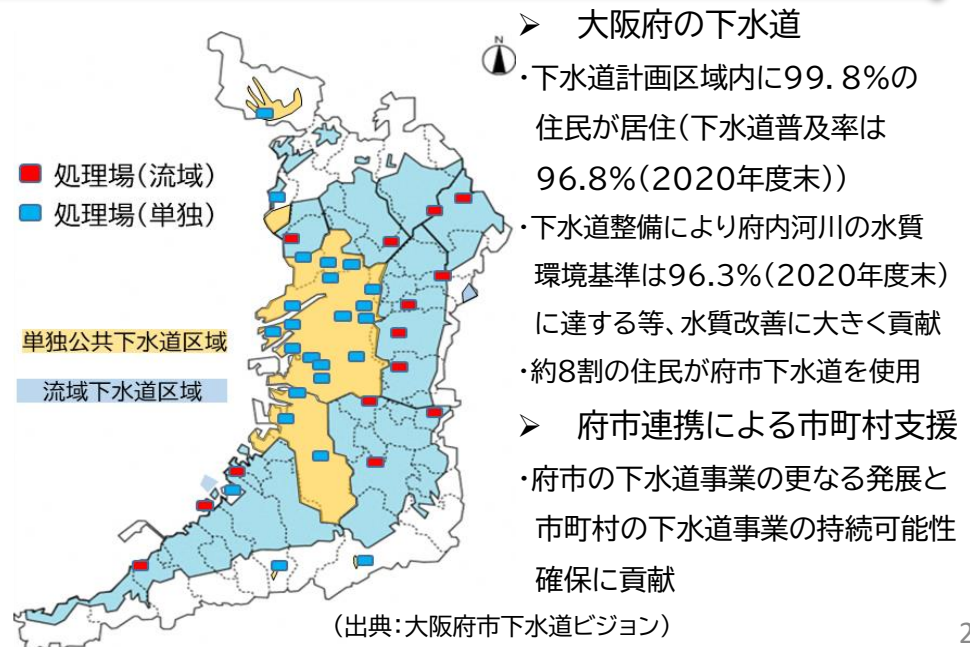 ➢ 大阪府の下水道
・下水道計画区域内に99.8%の
住民が居住(下水道普及率は
96.8%(2020年度末))
・下水道整備により府内河川の水質
環境基準は96.3%(2020年度末)
に達する等、水質改善に大きく貢献
・約8割の住民が府市下水道を使用
➢ 府市連携による市町村支援
・府市の下水道事業の更なる発展と
市町村の下水道事業の持続可能性
確保に貢献
N
処理場(流域)
処理場(単独)
単独公共下水道区域
流域下水道区域
(出典:大阪府市下水道ビジョン)
2